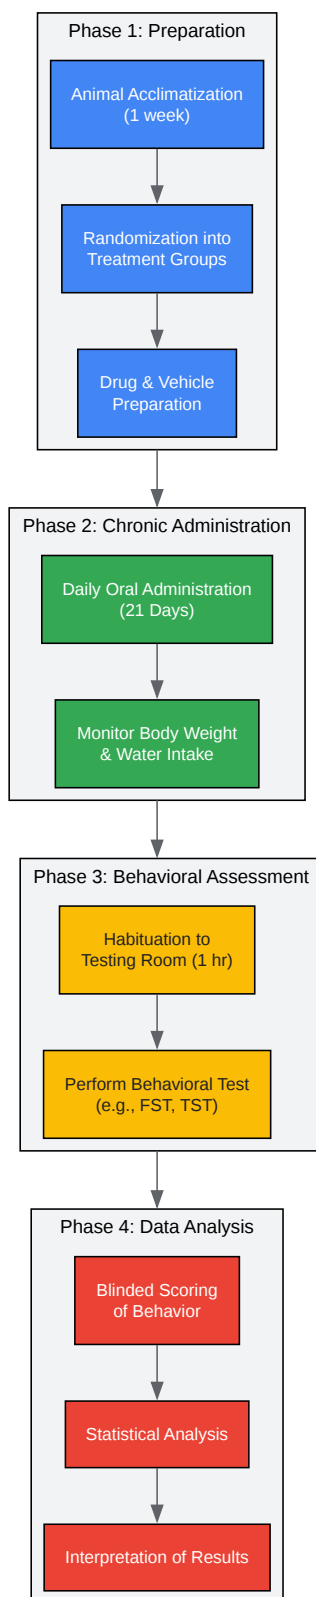 Phase 1: Preparation
Animal Acclimatization
(1 week)
Randomization into
Treatment Groups
Drug & Vehicle
Preparation
Phase 2: Chronic Administration
Daily Oral Administration
(21 Days)
Monitor Body Weight
& Water Intake
Phase 3: Behavioral Assessment
Habituation to
Testing Room (1 hr)
Perform Behavioral Test
(e.g., FST, TST)
Phase 4: Data Analysis
Blinded Scoring
of Behavior
Statistical Analysis
Interpretation of Results